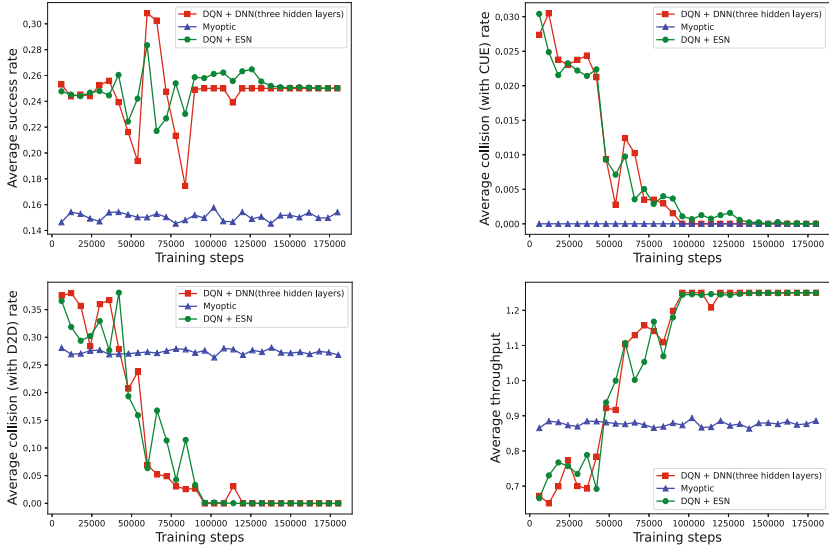 Average success rate
0,30
0,28
0,26
0,24
0,22
0,20
0,18
0,16
0,14
DQN + DNN(three hidden layers)
Myoptic
DQN + ESN
0 25000 50000 75000 100000 125000 150000 175000
Training steps
Average collision (with CUE) rate
0,030
0,025
0,020
0,015
0,010
0,005
0,000
DQN + DNN(three hidden layers)
Myoptic
DQN + ESN
0 25000 50000 75000 100000 125000 150000 175000
Training steps
Average collision (with D2D) rate
0,35
0,30
0,25
0,20
0,15
0,10
0,05
0,00
DQN + DNN(three hidden layers)
Myoptic
DQN + ESN
0 25000 50000 75000 100000 125000 150000 175000
Training steps
Average throughput
1,2
1,1
1,0
0,9
0,8
0,7
DQN + DNN(three hidden layers)
Myoptic
DQN + ESN
0 25000 50000 75000 100000 125000 150000 175000
Training steps